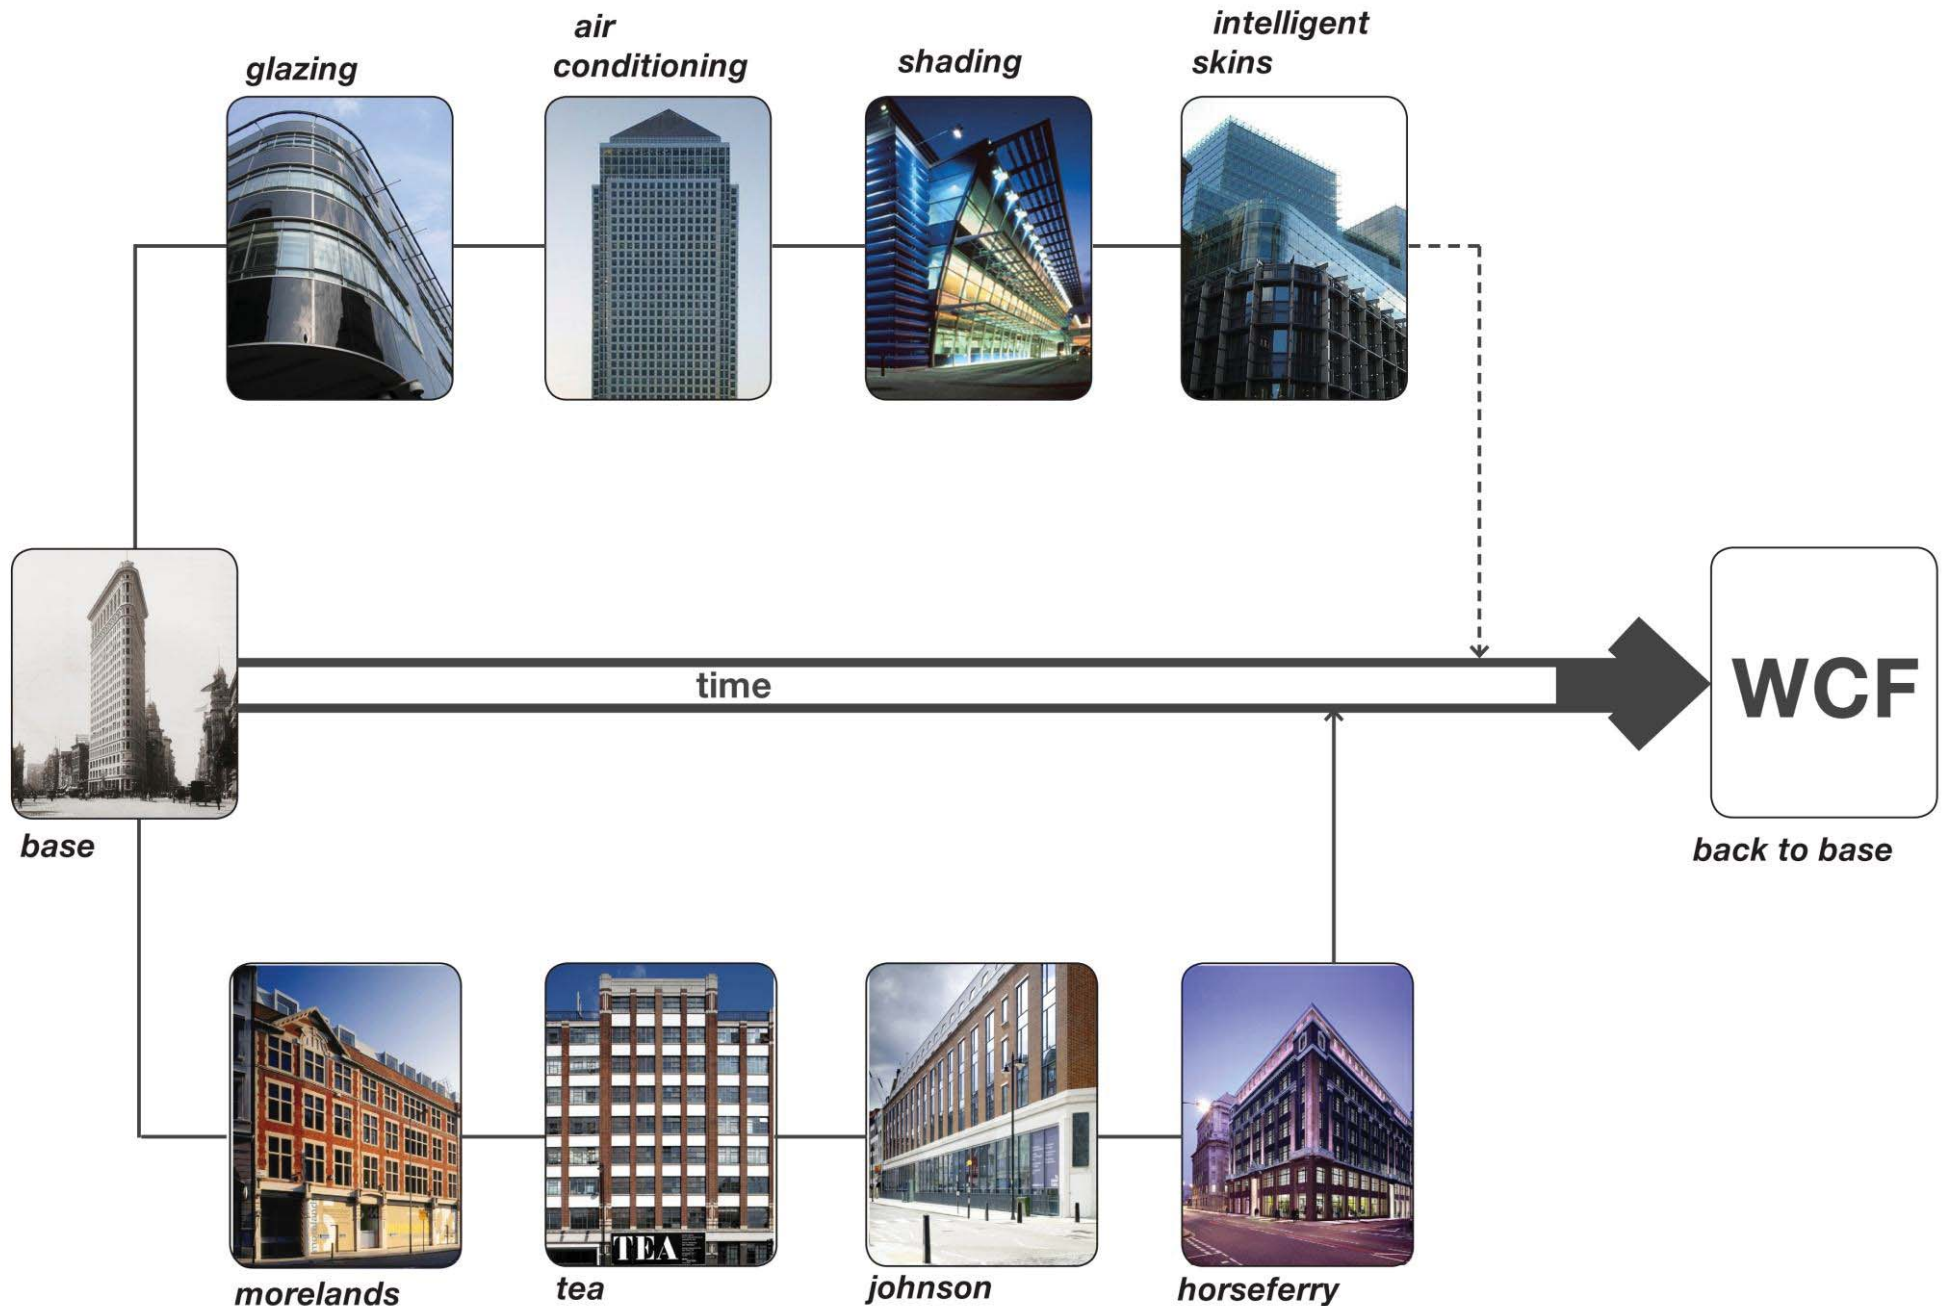 glazing
air
conditioning
shading
intelligent
skins
time
WCF
base
back to base
TEA
morelands
tea
johnson
horseferry